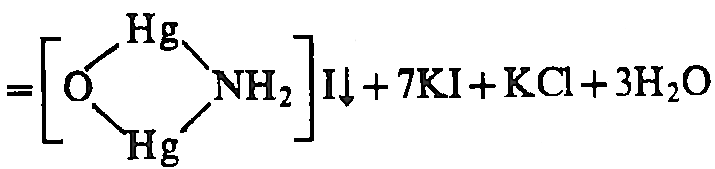 Hg
=[O NH₂]I↓ + 7KI + KCl + 3H₂O
Hg